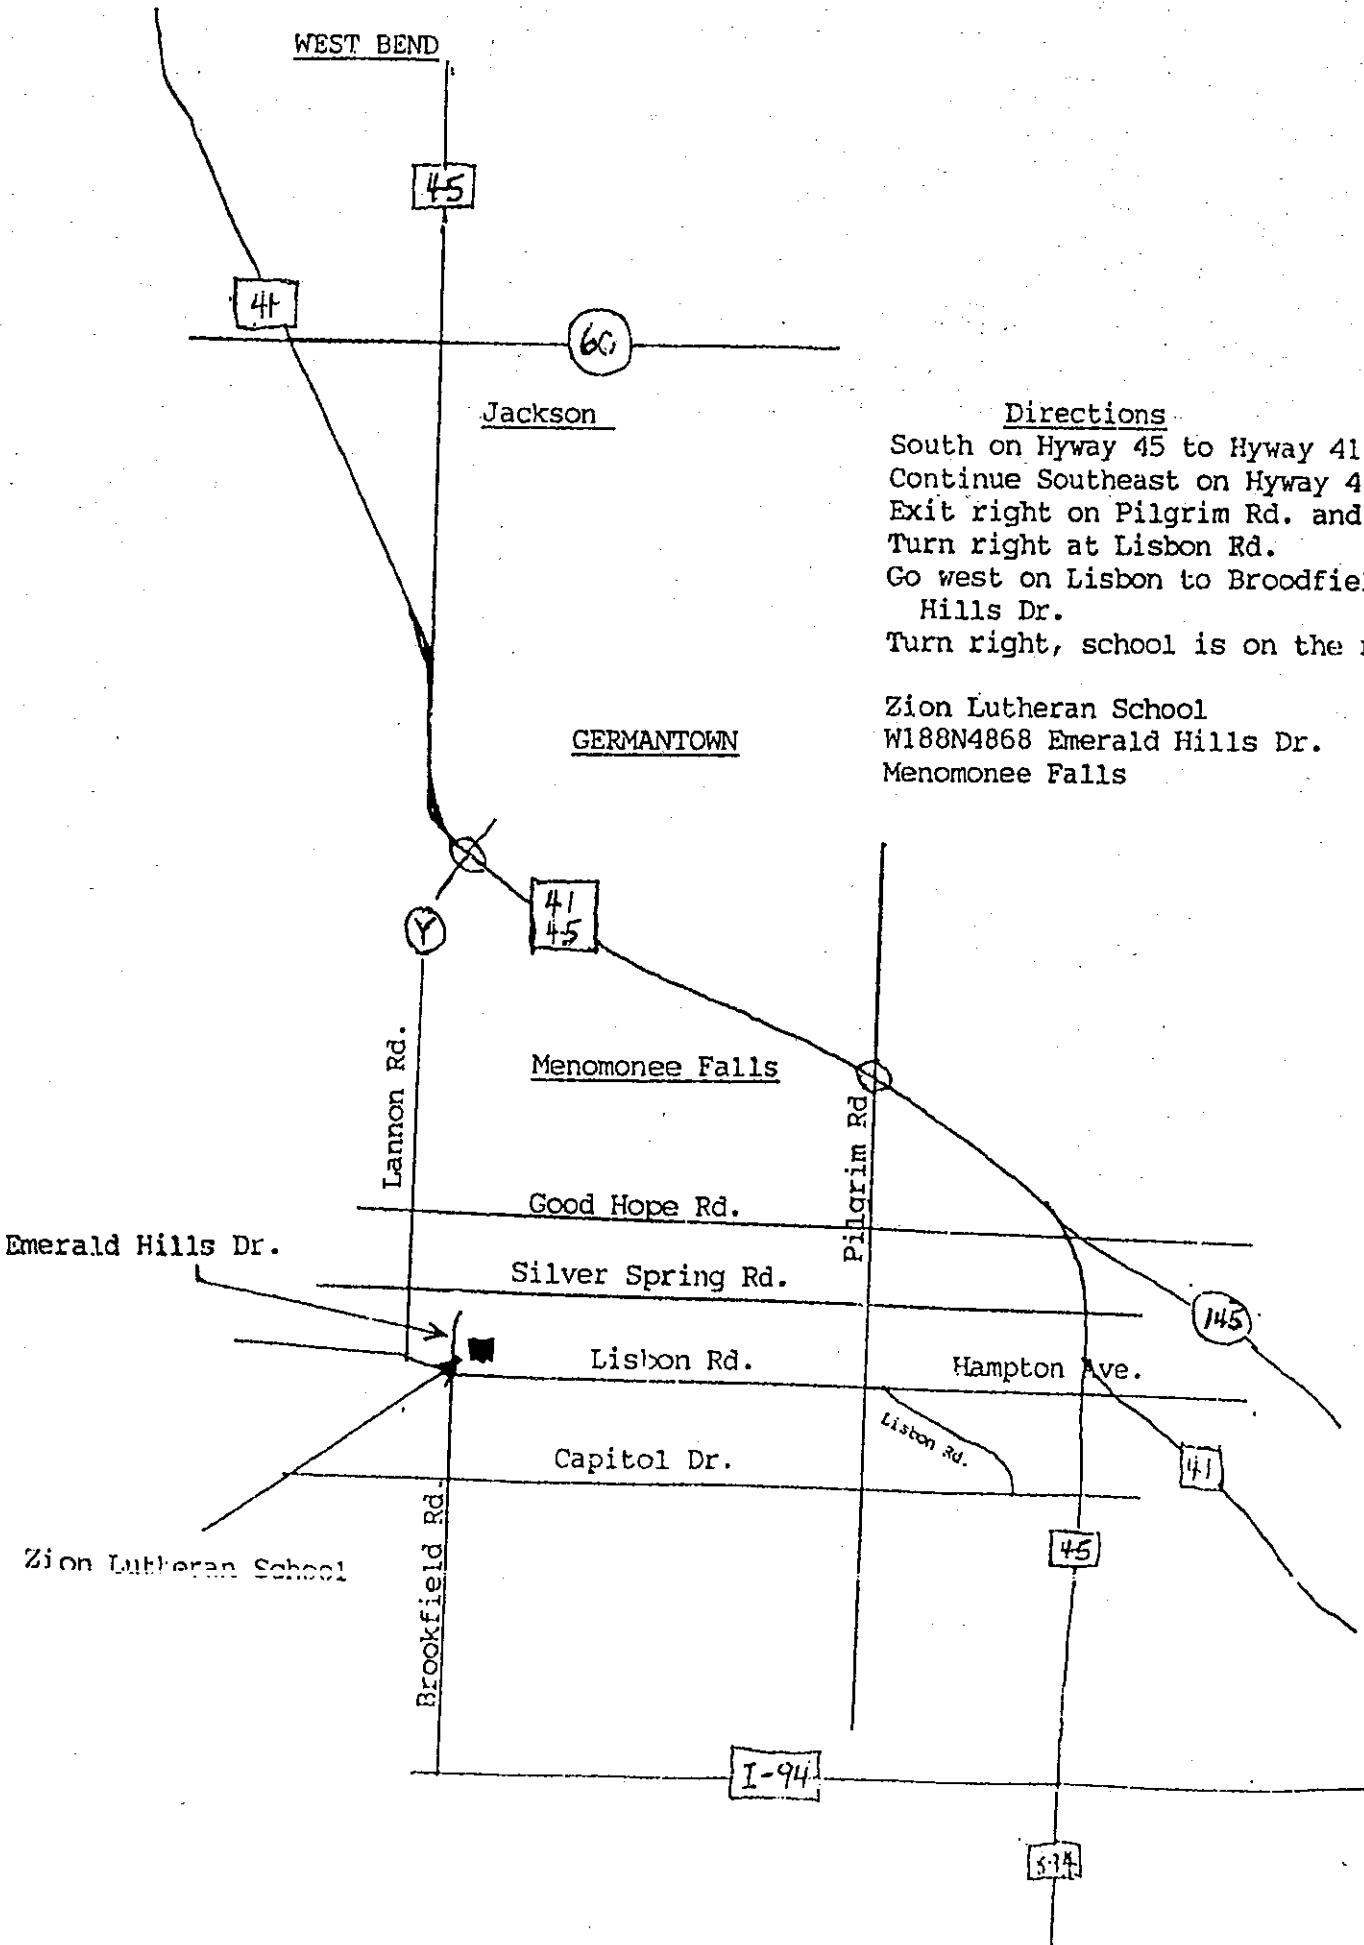 WEST BEND
45
41
60
Jackson
Directions
South on Hyway 45 to Hyway 41
Continue Southeast on Hyway 4
Exit right on Pilgrim Rd. and
Turn right at Lisbon Rd.
Go west on Lisbon to Broodfiel
Hills Dr.
Turn right, school is on the
GERMANTOWN
Zion Lutheran School
W188N4868 Emerald Hills Dr.
Menomonee Falls
41
45
Y
Lannon Rd.
Menomonee Falls
Pilgrim Rd
Good Hope Rd.
Emerald Hills Dr.
Silver Spring Rd.
145
Lisbon Rd.
Hampton Ave.
Lisbon Rd.
Capitol Dr.
41
45
Zion Lutheran School
Brookfield Rd.
I-94